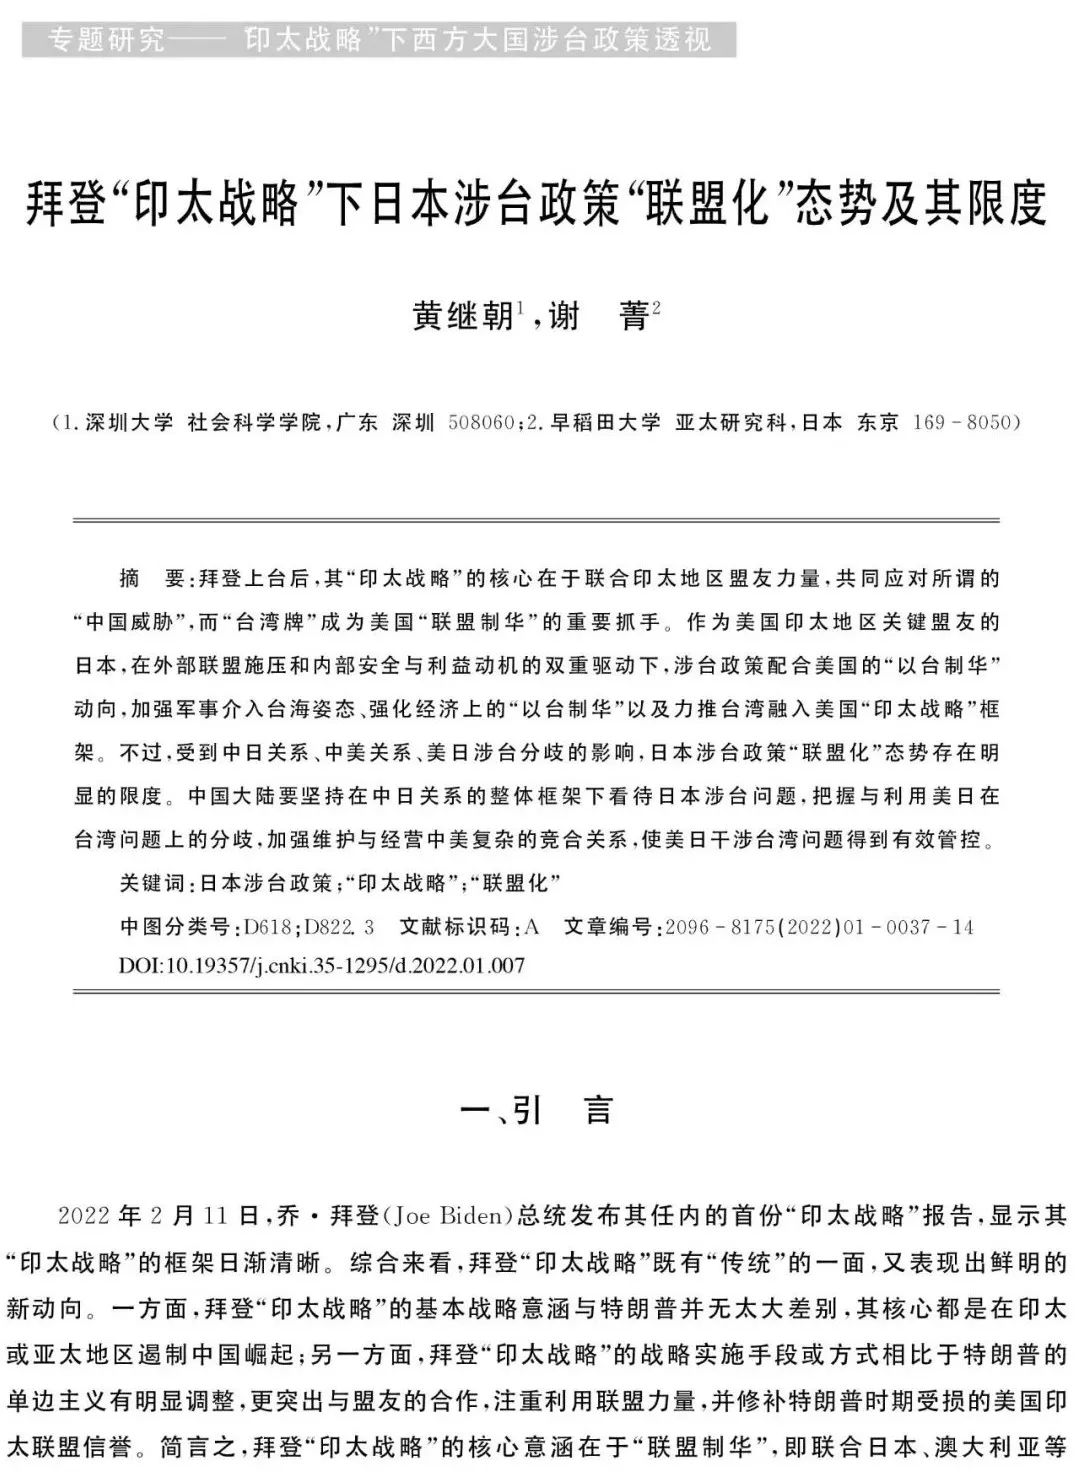 专题研究——“印太战略”下西方大国涉台政策透视
拜登“印太战略”下日本涉台政策“联盟化”态势及其限度
黄继朝1,谢 菁2
(1. 深圳大学 社会科学学院,广东 深圳 508060;2. 早稻田大学 亚太研究科,日本 东京 169-8050)
摘 要:拜登上台后,其“印太战略”的核心在于联合印太地区盟友力量,共同应对所谓的
“中国威胁”,而“台湾牌”成为美国“联盟制华”的重要抓手。作为美国印太地区关键盟友的
日本,在外部联盟施压和内部安全与利益动机的双重驱动下,涉台政策配合美国的“以台制华”
动向,加强军事介入台海姿态、强化经济上的“以台制华”以及力推台湾融入美国“印太战略”框
架。不过,受到中日关系、中美关系、美日涉台分歧的影响,日本涉台政策“联盟化”态势存在明
显的限度。中国大陆要坚持在中日关系的整体框架下看待日本涉台问题,把握与利用美日在
台湾问题上的分歧,加强维护与经营中美复杂的竞合关系,使美日干涉台湾问题得到有效管控。
关键词:日本涉台政策;“印太战略”;“联盟化”
中图分类号:D618;D822.3 文献标识码:A 文章编号:2096-8175(2022)01-0037-14
DOI:10.19357/j.cnki.35-1295/d.2022.01.007
一、引 言
2022 年 2 月 11 日,乔·拜登(Joe Biden)总统发布其任内的首份“印太战略”报告,显示其
“印太战略”的框架日渐清晰。综合来看,拜登“印太战略”既有“传统”的一面,又表现出鲜明的
新动向。一方面,拜登“印太战略”的基本战略意涵与特朗普并无太大差别,其核心都是在印太
或亚太地区遏制中国崛起;另一方面,拜登“印太战略”的战略实施手段或方式相比于特朗普的
单边主义有明显调整,更突出与盟友的合作,注重利用联盟力量,并修补特朗普时期受损的美国印
太联盟信誉。简言之,拜登“印太战略”的核心意涵在于“联盟制华”,即联合日本、澳大利亚等